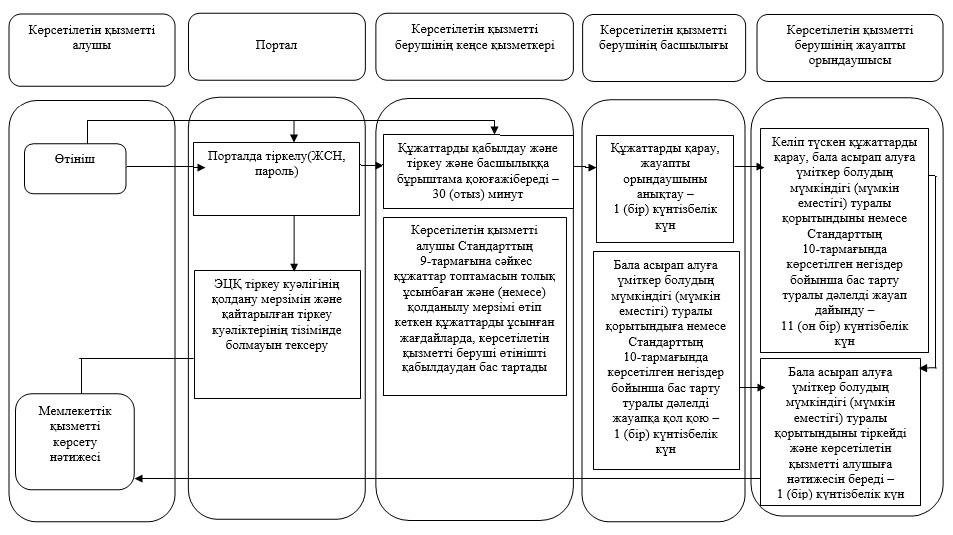 Көрсетілетін қызметті
алушы
Портал
Көрсетілетін қызметті
берушінің кеңсе қызметкері
Көрсетілетін қызметті
берушінің басшылығы
Көрсетілетін қызметті
берушінің жауапты
орындаушысы
Өтініш
Порталда тіркелу(ЖСН,
пароль)
Құжаттарды қабылдау және
тіркеу және басшылыққа
бұрыштама қоюғажібереді –
30 (отыз) минут
Құжаттарды қарау,
жауапты
орындаушыны
анықтау –
1 (бір) күнтізбелік
күн
Келіп түскен құжаттарды
қарау, бала асырап алуға
үміткер болудың
мүмкіндігі (мүмкін
еместігі) туралы
қорытындыны немесе
Стандарттың
10-тармағында
көрсетілген негіздер
бойынша бас тарту
туралы дәлелді жауап
дайынду –
11 (он бір) күнтізбелік
күн
ЭЦҚ тіркеу куәлігінің
қолдану мерзімін және
қайтарылған тіркеу
куәліктерінің тізімінде
болмауын тексеру
Көрсетілетін қызметті
алушы Стандарттың
9-тармағына сәйкес
құжаттар топтамасын толық
ұсынбаған және (немесе)
қолданылу мерзімі өтіп
кеткен құжаттарды ұсынған
жағдайларда, көрсетілетін
қызметті беруші өтінішті
қабылдаудан бас тартады
Бала асырап алуға
үміткер болудың
мүмкіндігі (мүмкін
еместігі) туралы
қорытындыға немесе
Стандарттың
10-тармағында
көрсетілген негіздер
бойынша бас тарту
туралы дәлелді
жауапқа қол қою –
1 (бір) күнтізбелік
күн
Бала асырап алуға
үміткер болудың
мүмкіндігі (мүмкін
еместігі) туралы
қорытындыны тіркейді
және көрсетілетін
қызметті алушыға
нәтижесін береді –
1 (бір) күнтізбелік күн
Мемлекеттік
қызметті
көрсету
нәтижесі